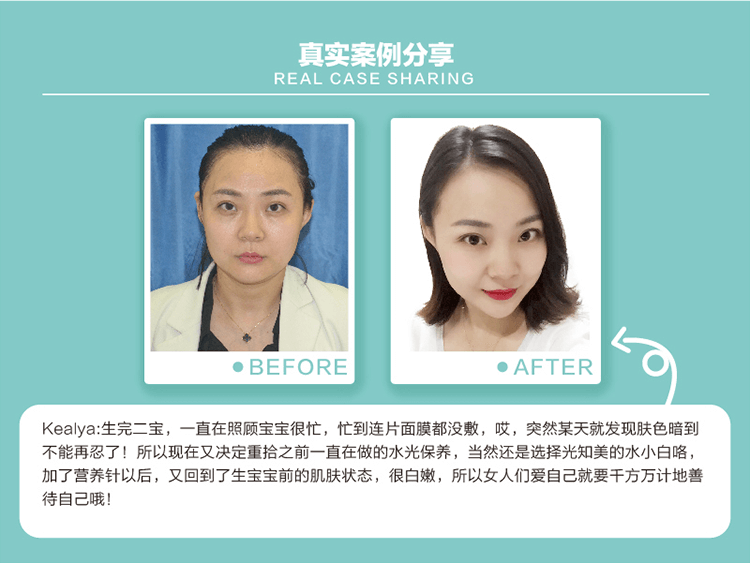 真实案例分享
REAL CASE SHARING
BEFORE
AFTER
Kealya:生完二宝，一直在照顾宝宝很忙，忙到连片面膜都没敷，哎，突然某天就发现肤色暗到
不能再忍了！所以现在又决定重拾之前一直在做的水光保养，当然还是选择光知美的水小白咯，
加了营养针以后，又回到了生宝宝前的肌肤状态，很白嫩，所以女人们爱自己就要千方万计地善
待自己哦！